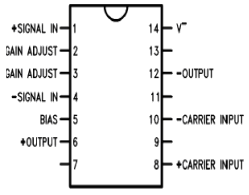 +SIGNAL IN 1 14 V-
GAIN ADJUST 2 13
GAIN ADJUST 3 12 -OUTPUT
-SIGNAL IN 4 11
BIAS 5 10 -CARRIER INPUT
+OUTPUT 6 9
7 8 +CARRIER INPUT